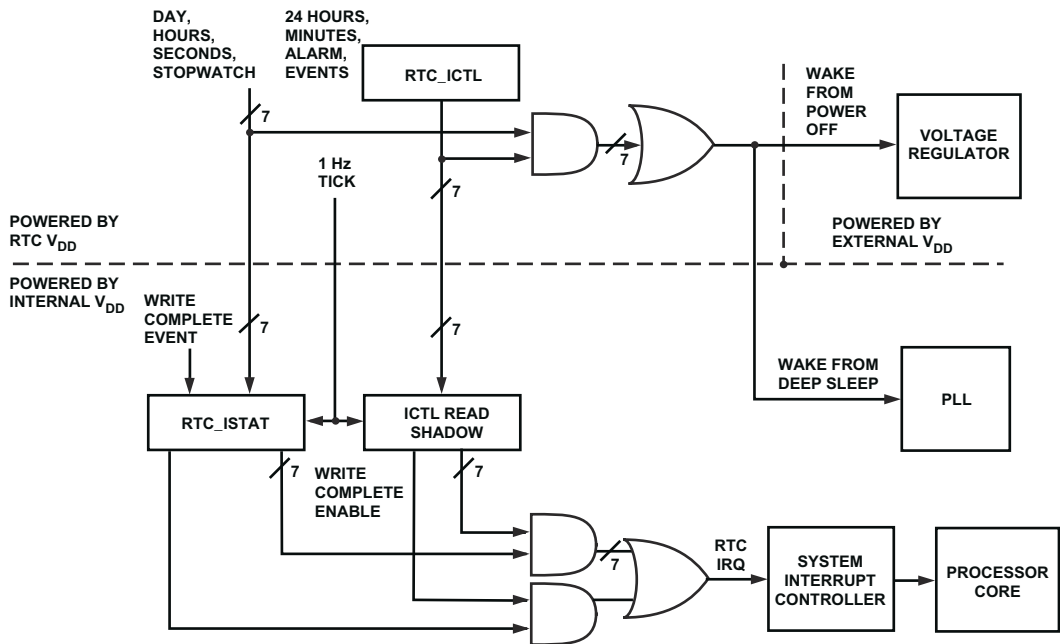 DAY,
HOURS,
SECONDS,
STOPWATCH
24 HOURS,
MINUTES,
ALARM,
EVENTS
RTC_ICTL
7
7
WAKE
FROM
POWER
OFF
VOLTAGE
REGULATOR
1 Hz
TICK
7
POWERED BY
RTC VDD
POWERED BY
EXTERNAL VDD
POWERED BY
INTERNAL VDD
WRITE
COMPLETE
EVENT
7
7
WAKE FROM
DEEP SLEEP
PLL
RTC_ISTAT
ICTL READ
SHADOW
7
WRITE
COMPLETE
ENABLE
7
7
RTC
IRQ
SYSTEM
INTERRUPT
CONTROLLER
PROCESSOR
CORE